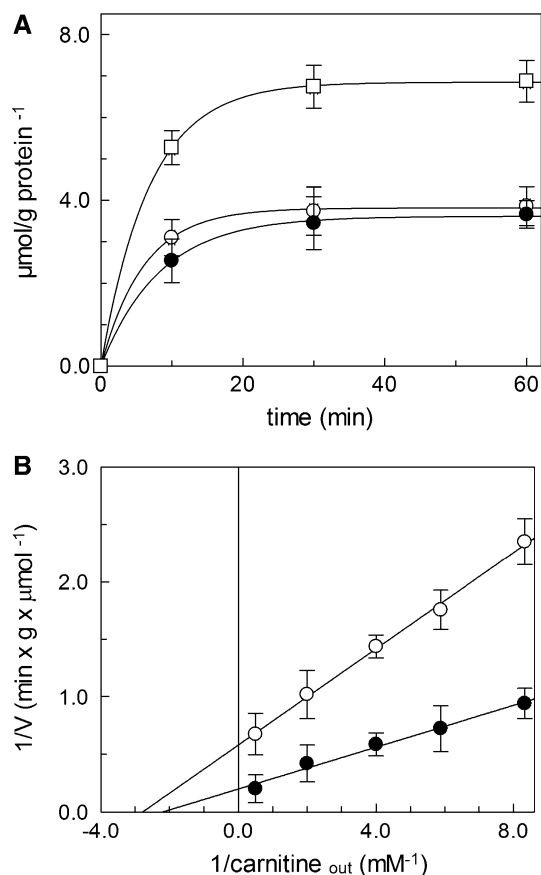 A
8.0
4.0
0.0
μmol/g protein ⁻¹
0 20 40 60
time (min)
B
3.0
2.0
1.0
0.0
1/V (min x g x μmol ⁻¹)
-4.0 0.0 4.0 8.0
1/carnitine out (mM⁻¹)